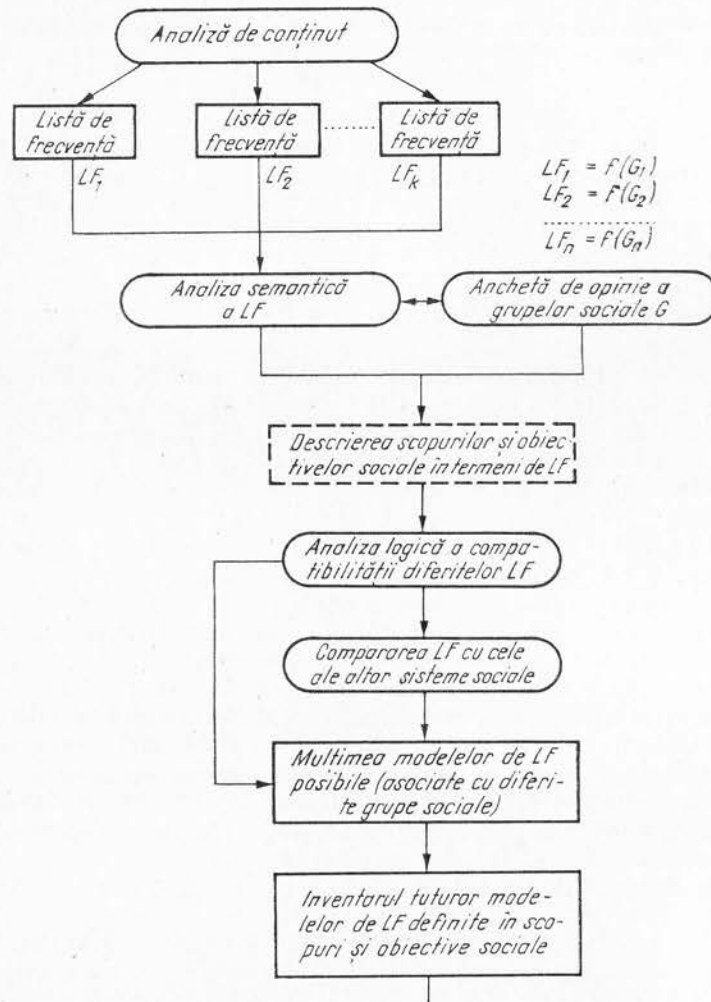 Analiză de conținut
Listă de
frecvență
Listă de
frecvență
Listă de
frecvență
LF₁
LF₂
LFₖ
LF₁ = f(G₁)
LF₂ = f(G₂)
LFₙ = f(Gₙ)
Analiza semantică
a LF
Anchetă de opinie a
grupelor sociale G
Descrierea scopurilor și obiec-
tivelor sociale în termeni de LF
Analiza logică a compa-
tibilității diferitelor LF
Compararea LF cu cele
ale altor sisteme sociale
Multimea modelelor de LF
posibile (asociate cu diferi-
te grupe sociale)
Inventarul tuturor mode-
lelor de LF definite în sco-
puri și obiective sociale